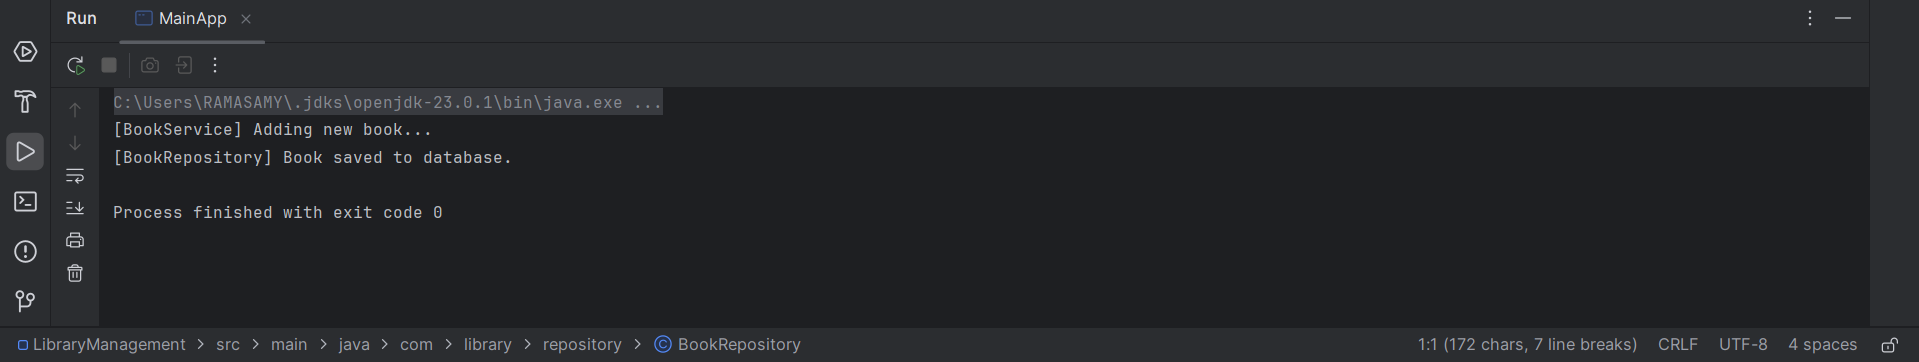 Run MainApp
C:\Users\RAMASAMY\.jdks\openjdk-23.0.1\bin\java.exe ...
[BookService] Adding new book...
[BookRepository] Book saved to database.
Process finished with exit code 0
LibraryManagement > src > main > java > com > library > repository > BookRepository 1:1 (172 chars, 7 line breaks) CRLF UTF-8 4 spaces